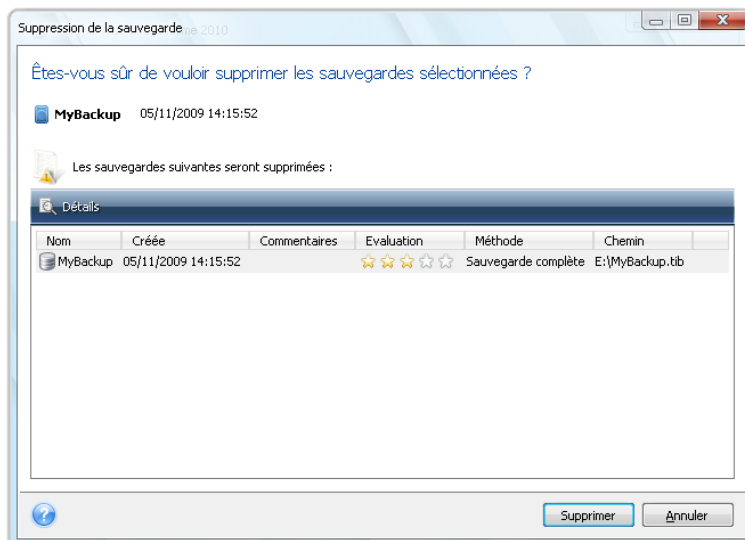 Suppression de la sauvegarde
me 2010
Êtes-vous sûr de vouloir supprimer les sauvegardes sélectionnées ?
MyBackup 05/11/2009 14:15:52
Les sauvegardes suivantes seront supprimées :
Détails
Nom Créée Commentaires Evaluation Méthode Chemin
MyBackup 05/11/2009 14:15:52 Sauvegarde complète E:\MyBackup.tib
Supprimer Annuler